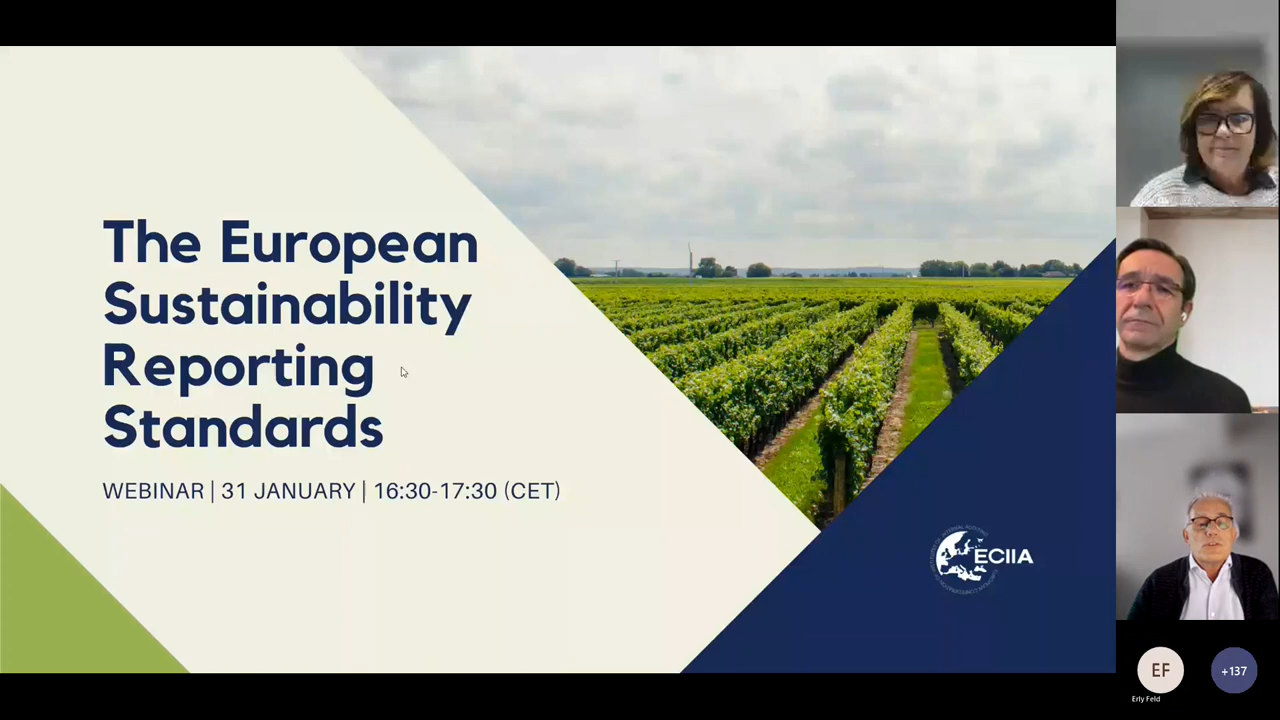 The European
Sustainability
Reporting
Standards
WEBINAR | 31 JANUARY | 16:30-17:30 (CET)
ECIIA
EF
+137
Erly Feld